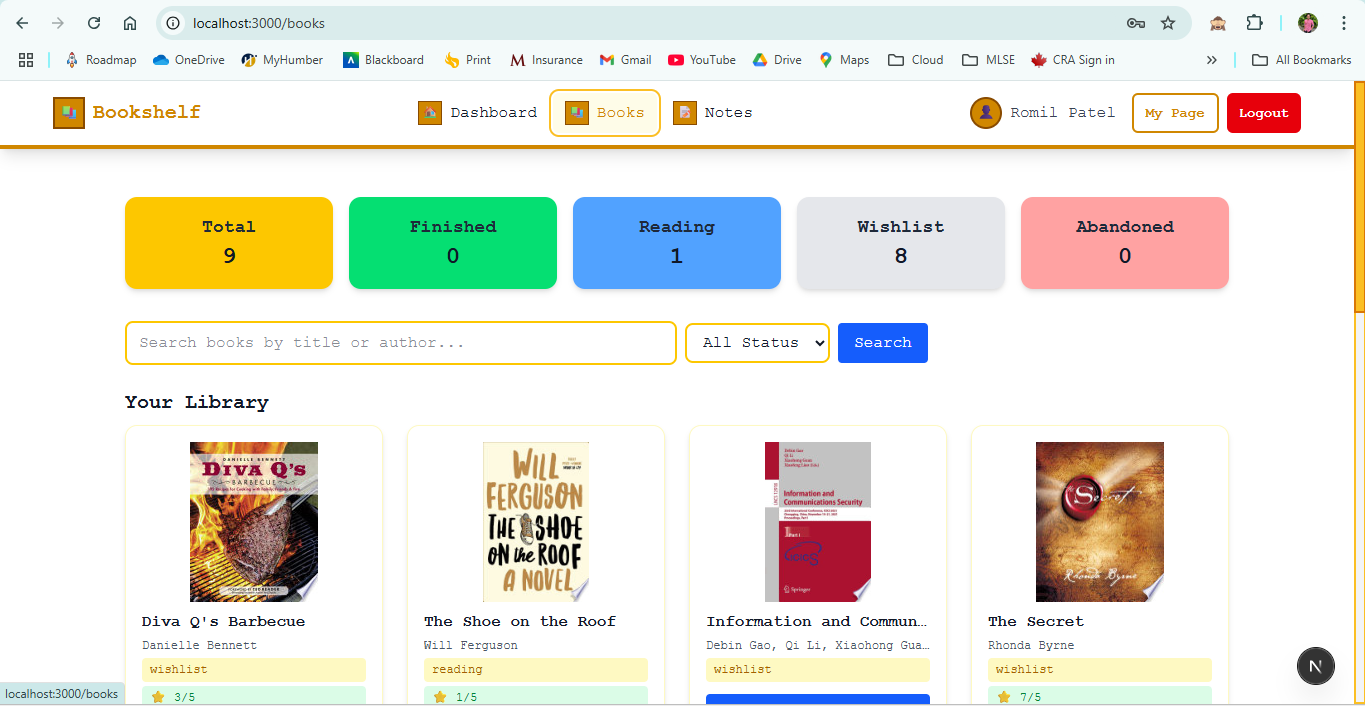 localhost:3000/books
Roadmap OneDrive MyHumber Blackboard Print Insurance Gmail YouTube Drive Maps Cloud MLSE CRA Sign in » All Bookmarks
Bookshelf Dashboard Books Notes Romil Patel My Page Logout
Total Finished Reading Wishlist Abandoned
9 0 1 8 0
Search books by title or author... All Status Search
Your Library
DANIELLE BENNETT
DIVA Q'S
BARBECUE
WILL
FERGUSON
THE SHOE
ON the ROOF
A NOVEL
Debin Gao
Qi Li
Information and
Communications Security
Springer
The Secret
Rhonda Byrne
Diva Q's Barbecue The Shoe on the Roof Information and Commun… The Secret
Danielle Bennett Will Ferguson Debin Gao, Qi Li, Xiaohong Gua… Rhonda Byrne
wishlist reading wishlist wishlist
3/5 1/5 7/5
localhost:3000/books
N